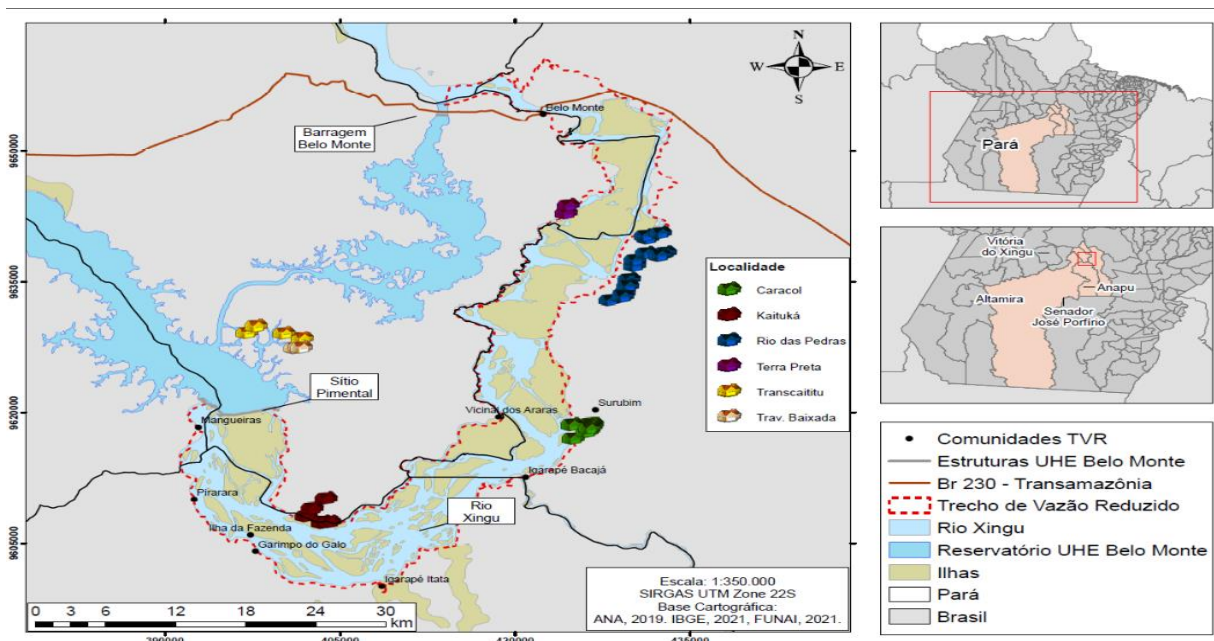 N
W
E
S
Belo Monte
Barragem
Belo Monte
9650000
9635000
9620000
9605000
Localidade
Caracol
Kaituká
Rio das Pedras
Terra Preta
Transcaititu
Trav. Baixada
Sítio
Pimental
Mangueiras
Vicinal dos Araras
Surubim
Pirarara
Igarapé Bacajá
Rio
Xingu
Ilha da Fazenda
Garimpo do Galo
Igarapé Itata
Escala: 1:350.000
SIRGAS UTM Zone 22S
Base Cartográfica:
ANA, 2019. IBGE, 2021, FUNAI, 2021.
0 3 6 12 18 24 30
km
405000
435000
Pará
Vitória
do Xingu
Altamira
Anapu
Senador
José Porfírio
Comunidades TVR
Estruturas UHE Belo Monte
Br 230 - Transamazônia
Trecho de Vazão Reduzido
Rio Xingu
Reservatório UHE Belo Monte
Ilhas
Pará
Brasil